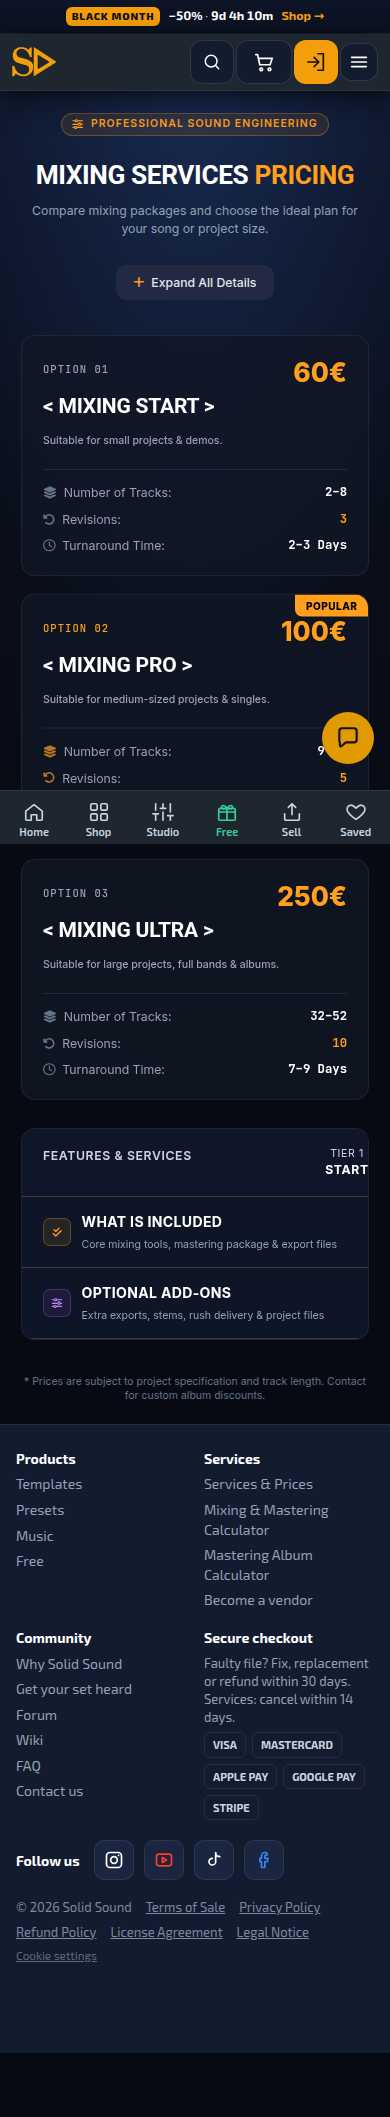 BLACK MONTH −50% · 9d 4h 10m Shop →
SD
PROFESSIONAL SOUND ENGINEERING
MIXING SERVICES PRICING
Compare mixing packages and choose the ideal plan for
your song or project size.
+ Expand All Details
OPTION 01
60€
< MIXING START >
Suitable for small projects & demos.
Number of Tracks: 2–8
Revisions: 3
Turnaround Time: 2–3 Days
POPULAR
OPTION 02
100€
< MIXING PRO >
Suitable for medium-sized projects & singles.
Number of Tracks: 9
Revisions: 5
Home Shop Studio Free Sell Saved
OPTION 03
250€
< MIXING ULTRA >
Suitable for large projects, full bands & albums.
Number of Tracks: 32–52
Revisions: 10
Turnaround Time: 7–9 Days
FEATURES & SERVICES
TIER 1
START
WHAT IS INCLUDED
Core mixing tools, mastering package & export files
OPTIONAL ADD-ONS
Extra exports, stems, rush delivery & project files
* Prices are subject to project specification and track length. Contact
for custom album discounts.
Products
Templates
Presets
Music
Free
Services
Services & Prices
Mixing & Mastering
Calculator
Mastering Album
Calculator
Become a vendor
Community
Why Solid Sound
Get your set heard
Forum
Wiki
FAQ
Contact us
Secure checkout
Faulty file? Fix, replacement
or refund within 30 days.
Services: cancel within 14
days.
VISA MASTERCARD
APPLE PAY GOOGLE PAY
STRIPE
Follow us
© 2026 Solid Sound Terms of Sale Privacy Policy
Refund Policy License Agreement Legal Notice
Cookie settings